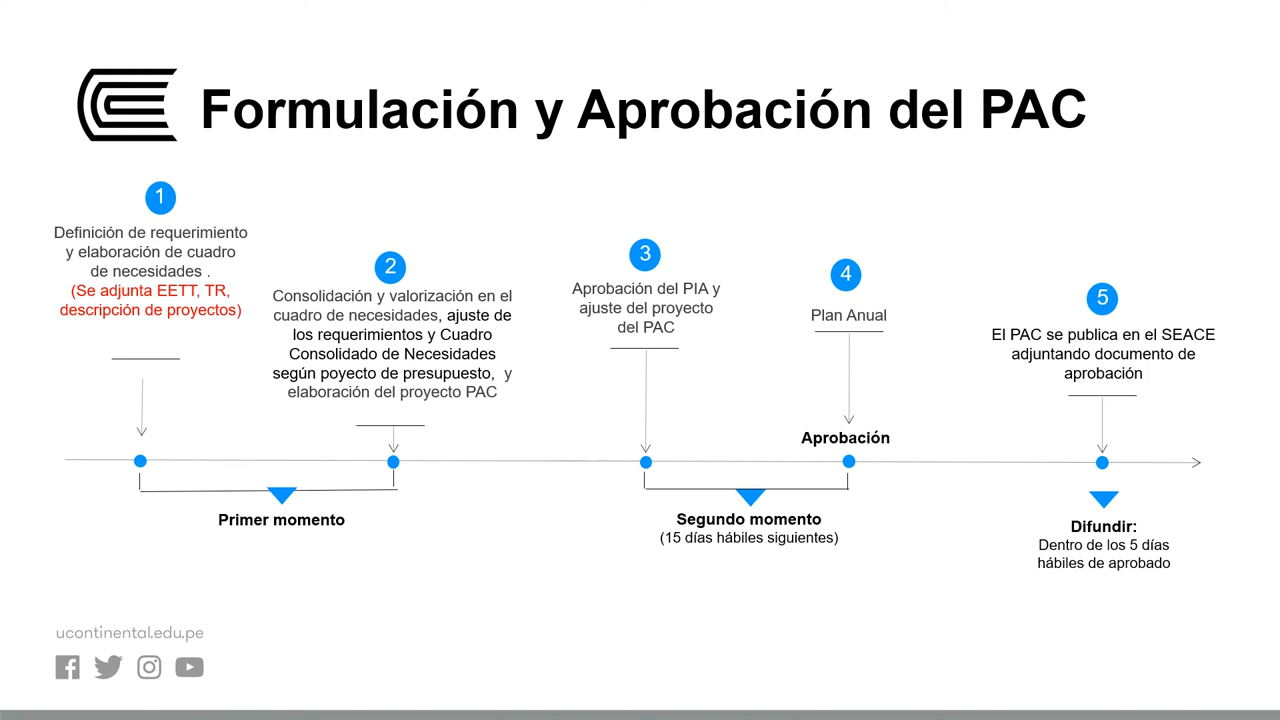 Formulación y Aprobación del PAC
1
Definición de requerimiento
y elaboración de cuadro
de necesidades .
(Se adjunta EETT, TR,
descripción de proyectos)
2
Consolidación y valorización en el
cuadro de necesidades, ajuste de
los requerimientos y Cuadro
Consolidado de Necesidades
según poyecto de presupuesto, y
elaboración del proyecto PAC
3
Aprobación del PIA y
ajuste del proyecto
del PAC
4
Plan Anual
Aprobación
5
El PAC se publica en el SEACE
adjuntando documento de
aprobación
Primer momento
Segundo momento
(15 días hábiles siguientes)
Difundir:
Dentro de los 5 días
hábiles de aprobado
ucontinental.edu.pe